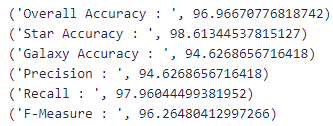 ('Overall Accuracy : ', 96.96670776818742)
('Star Accuracy : ', 98.61344537815127)
('Galaxy Accuracy : ', 94.6268656716418)
('Precision : ', 94.6268656716418)
('Recall : ', 97.96044499381952)
('F-Measure : ', 96.26480412997266)